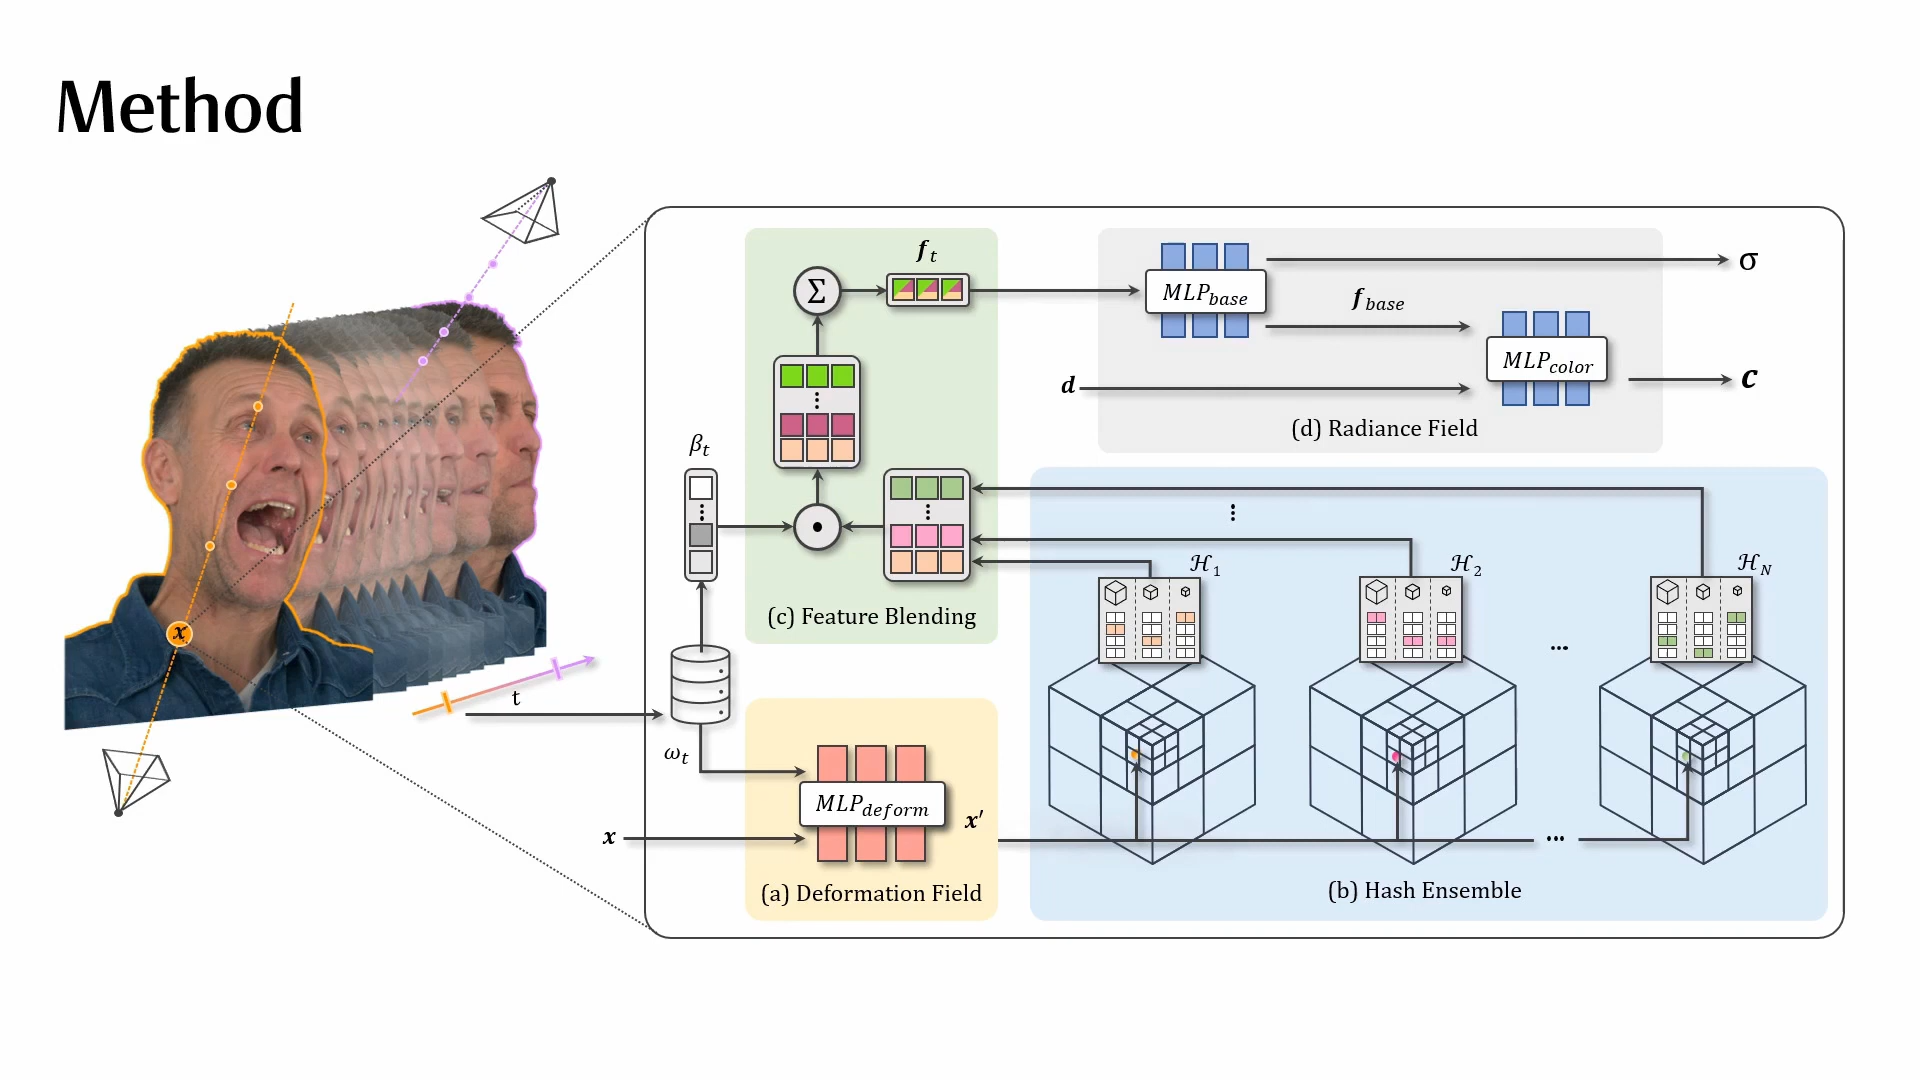 Method
x
t
β_t
ω_t
x
f_t
Σ
(c) Feature Blending
MLP_deform
x′
(a) Deformation Field
MLP_base
f_base
σ
d
MLP_color
c
(d) Radiance Field
⋮
ℋ_1
ℋ_2
...
ℋ_N
...
(b) Hash Ensemble